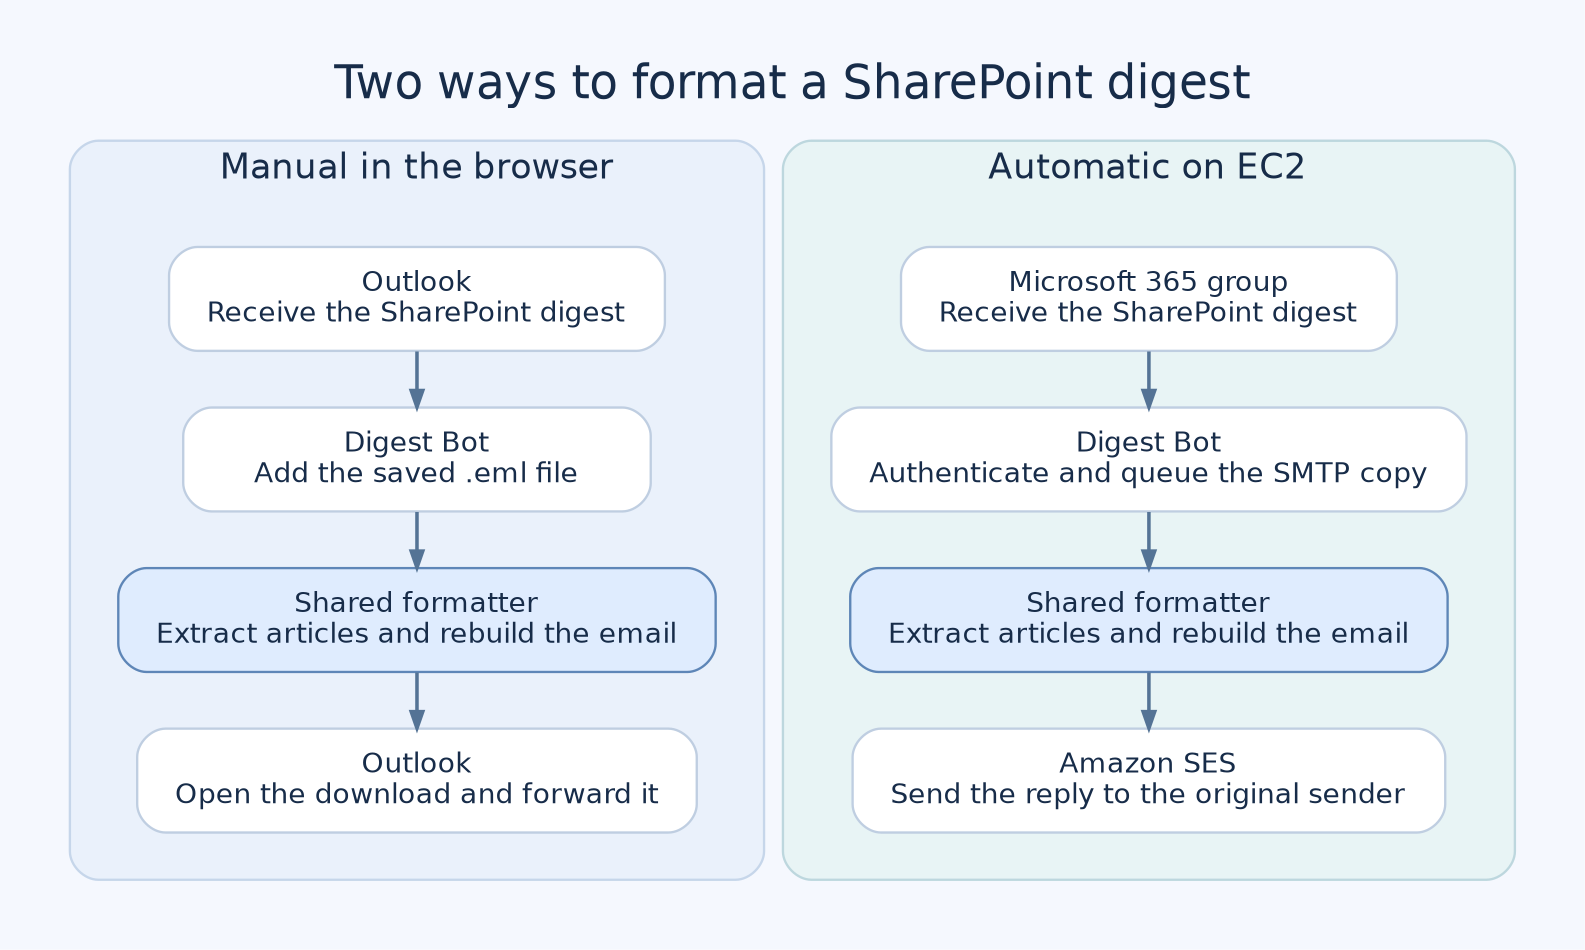 Two ways to format a SharePoint digest
Manual in the browser
Outlook
Receive the SharePoint digest
Digest Bot
Add the saved .eml file
Shared formatter
Extract articles and rebuild the email
Outlook
Open the download and forward it
Automatic on EC2
Microsoft 365 group
Receive the SharePoint digest
Digest Bot
Authenticate and queue the SMTP copy
Shared formatter
Extract articles and rebuild the email
Amazon SES
Send the reply to the original sender